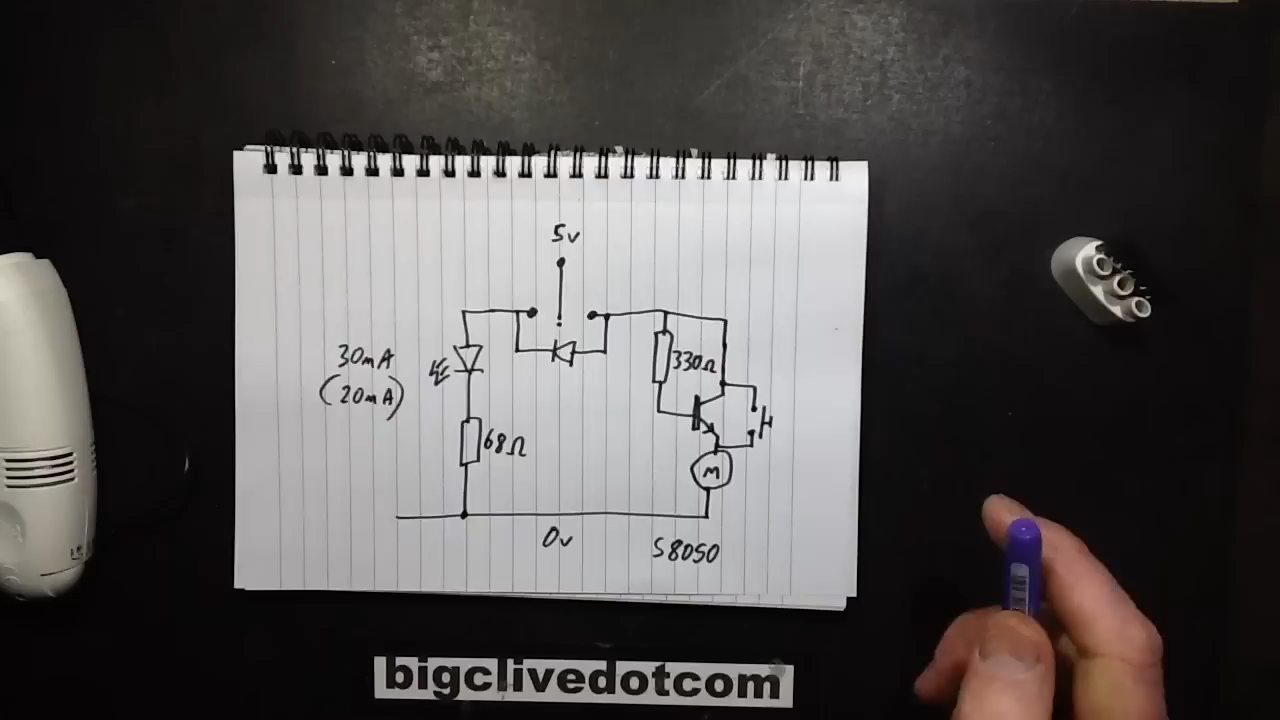 5v
30mA
(20mA)
330Ω
68Ω
M
0v
S8050
bigclivedotcom